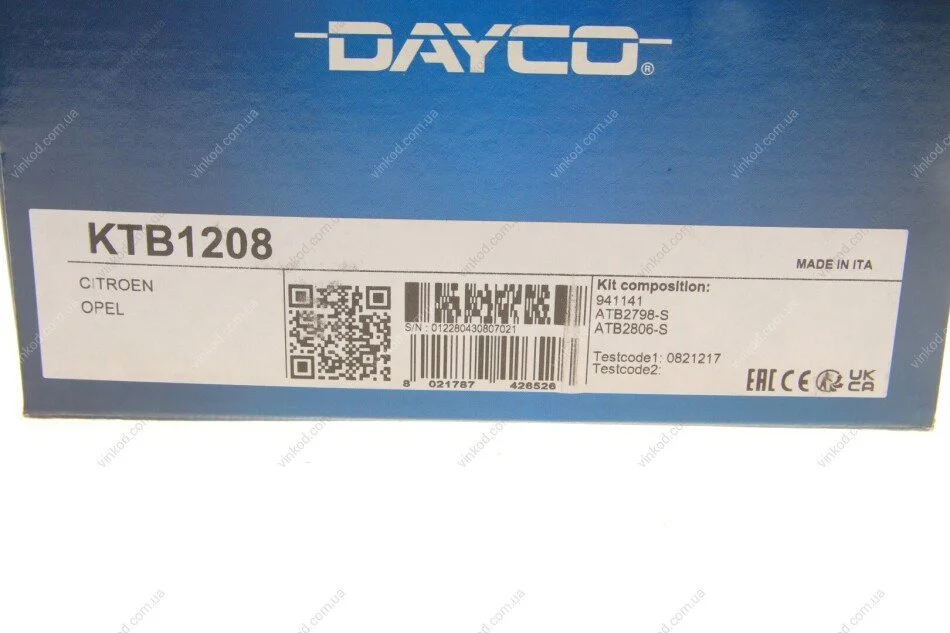 DAYCO®
KTB1208
MADE IN ITA
CITROEN
OPEL
S/N : 012280430807021
8 021787 426526
Kit composition:
941141
ATB2798-S
ATB2806-S
Testcode1: 0821217
Testcode2:
EAC CE UK
CA
vinkod.com.ua